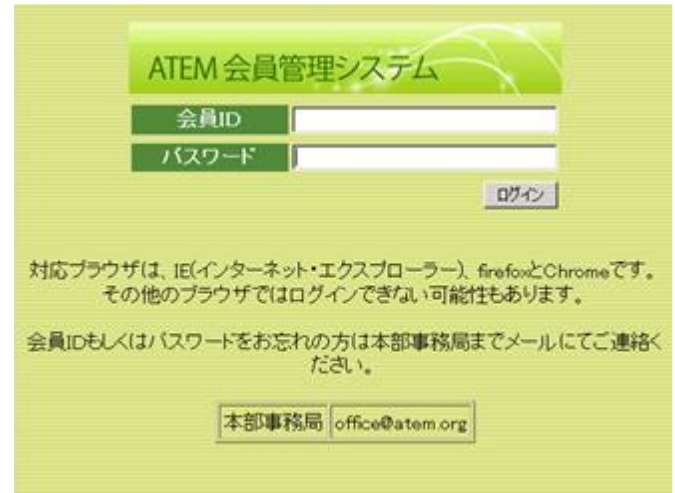 ATEM 会員管理システム
会員ID
パスワード
ログイン
対応ブラウザは、IE(インターネット・エクスプローラー)、firefoxとChromeです。
その他のブラウザではログインできない可能性もあります。
会員IDもしくはパスワードをお忘れの方は本部事務局までメールにてご連絡く
ださい。
本部事務局 office@atem.org